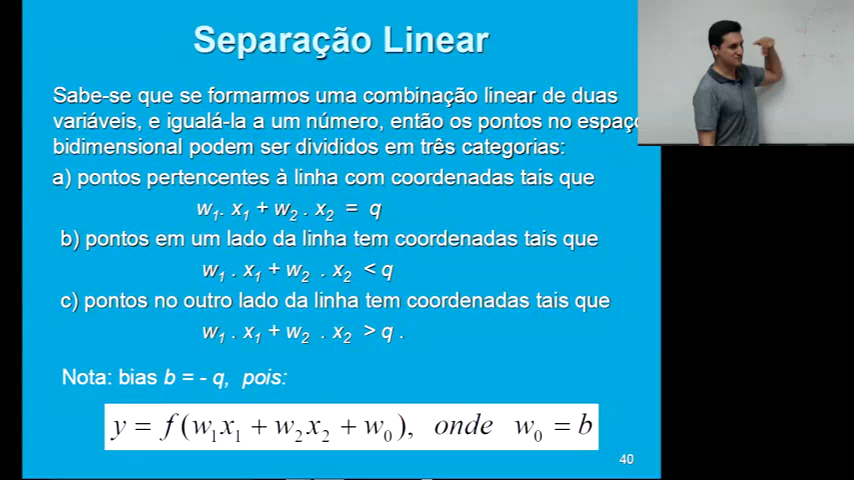 Separação Linear
Sabe-se que se formarmos uma combinação linear de duas
variáveis, e igualá-la a um número, então os pontos no espaço
bidimensional podem ser divididos em três categorias:
a) pontos pertencentes à linha com coordenadas tais que
w₁. x₁ + w₂ . x₂ = q
b) pontos em um lado da linha tem coordenadas tais que
w₁ . x₁ + w₂ . x₂ < q
c) pontos no outro lado da linha tem coordenadas tais que
w₁ . x₁ + w₂ . x₂ > q .
Nota: bias b = - q, pois:
y = f(w₁x₁ + w₂x₂ + w₀), onde w₀ = b
40